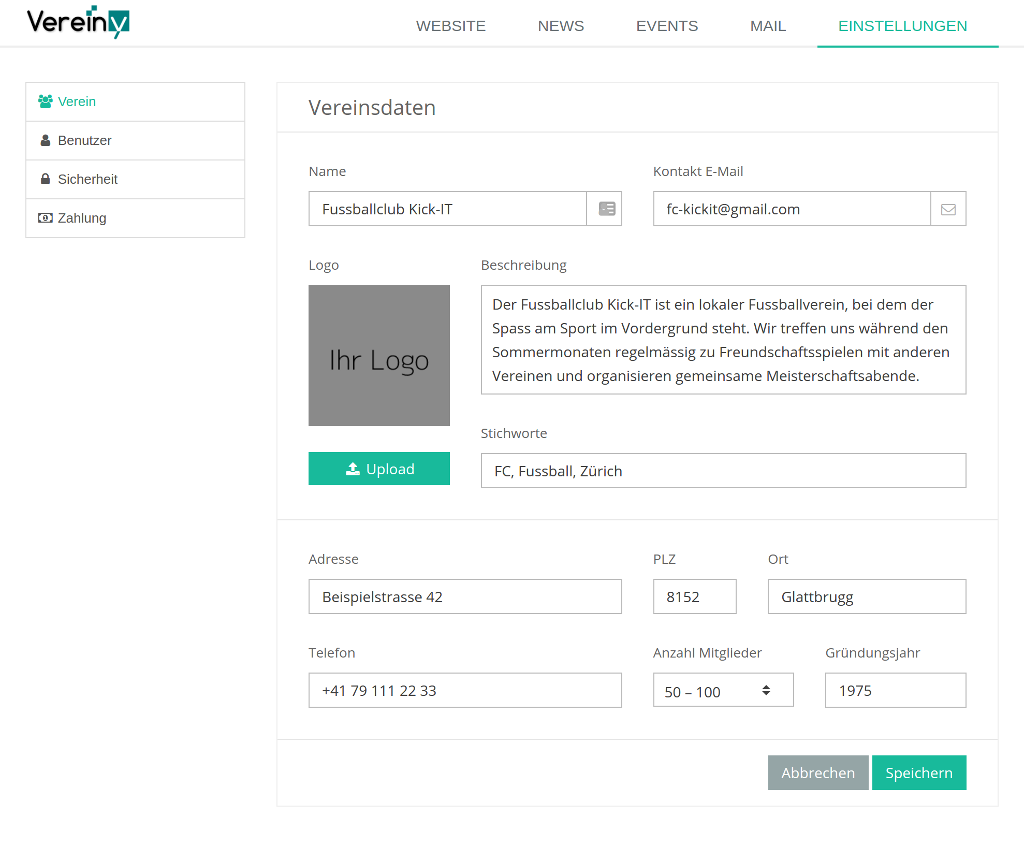 Vereiny
WEBSITE NEWS EVENTS MAIL EINSTELLUNGEN
Verein
Benutzer
Sicherheit
Zahlung
Vereinsdaten
Name Kontakt E-Mail
Fussballclub Kick-IT fc-kickit@gmail.com
Logo Beschreibung
Ihr Logo
Der Fussballclub Kick-IT ist ein lokaler Fussballverein, bei dem der
Spass am Sport im Vordergrund steht. Wir treffen uns während den
Sommermonaten regelmässig zu Freundschaftsspielen mit anderen
Vereinen und organisieren gemeinsame Meisterschaftsabende.
Stichworte
Upload FC, Fussball, Zürich
Adresse PLZ Ort
Beispielstrasse 42 8152 Glattbrugg
Telefon Anzahl Mitglieder Gründungsjahr
+41 79 111 22 33 50 – 100 1975
Abbrechen Speichern